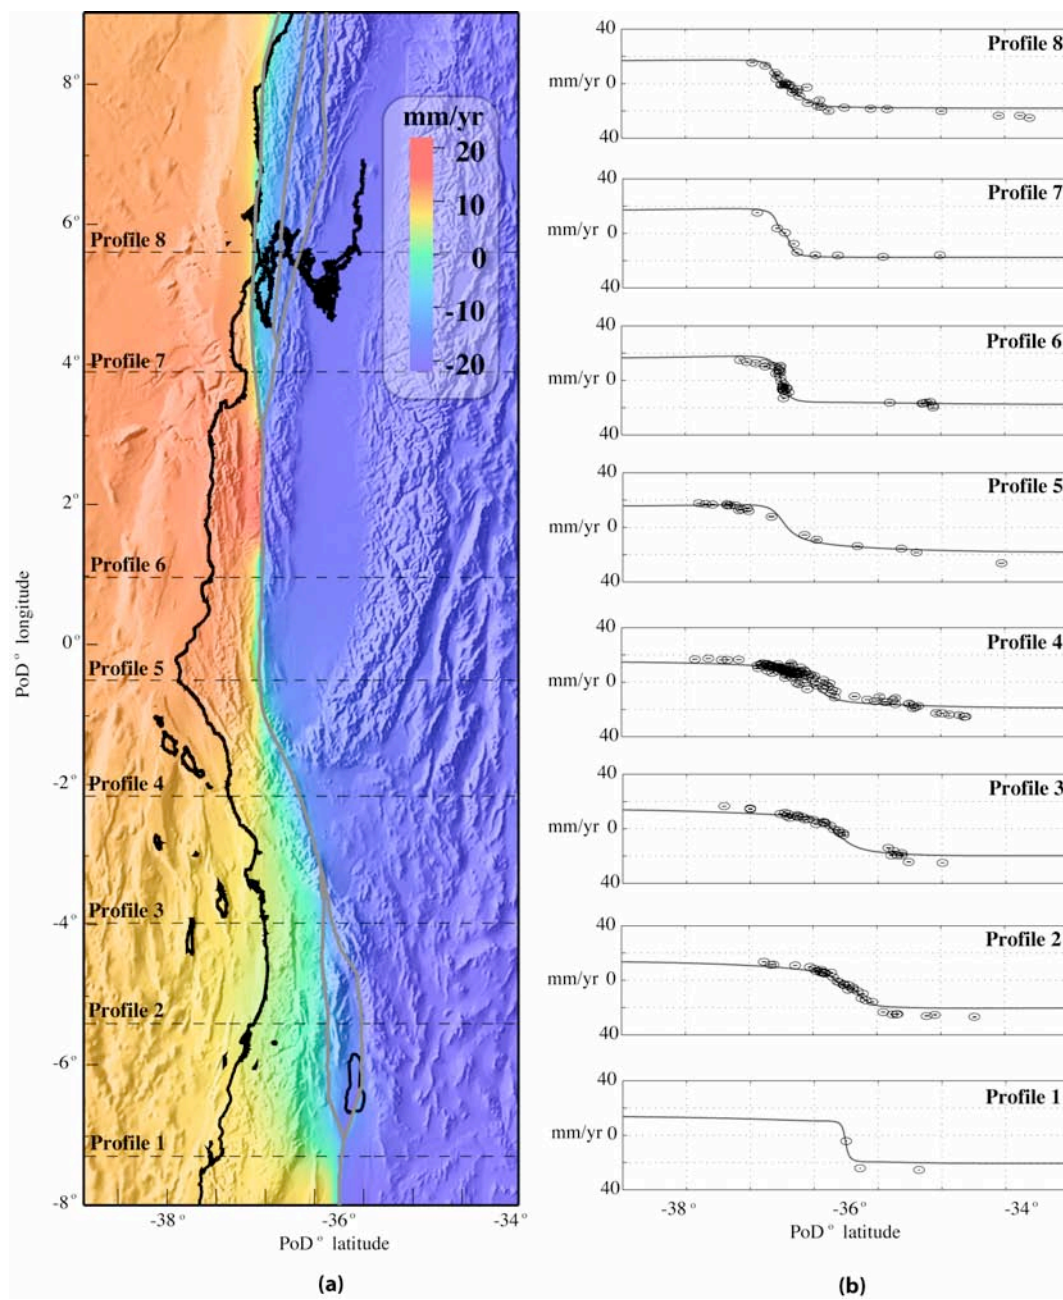 mm/yr
20
10
0
-10
-20
8°
6°
4°
2°
0°
-2°
-4°
-6°
-8°
PoD° longitude
Profile 8
Profile 7
Profile 6
Profile 5
Profile 4
Profile 3
Profile 2
Profile 1
-38°
-36°
-34°
PoD° latitude
(a)
40
Profile 8
mm/yr 0
40
40
Profile 7
mm/yr 0
40
40
Profile 6
mm/yr 0
40
40
Profile 5
mm/yr 0
40
40
Profile 4
mm/yr 0
40
40
Profile 3
mm/yr 0
40
40
Profile 2
mm/yr 0
40
40
Profile 1
mm/yr 0
40
-38°
-36°
-34°
PoD° latitude
(b)